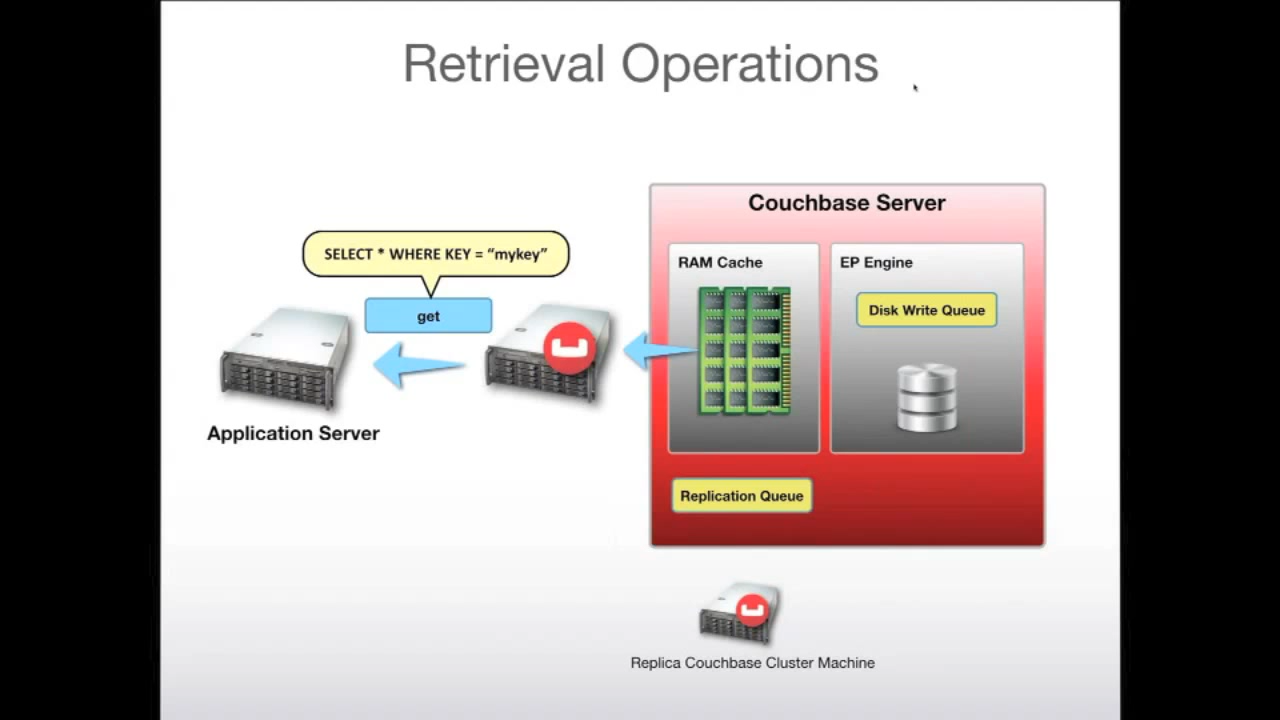 Retrieval Operations
Couchbase Server
SELECT * WHERE KEY = “mykey”
get
RAM Cache
EP Engine
Disk Write Queue
Application Server
Replication Queue
Replica Couchbase Cluster Machine